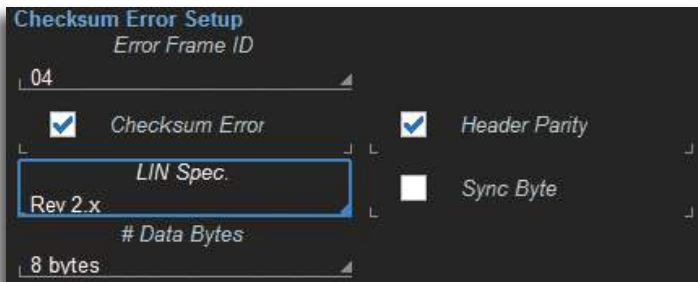 Checksum Error Setup
Error Frame ID
04
Checksum Error
Header Parity
LIN Spec.
Rev 2.x
Sync Byte
# Data Bytes
8 bytes